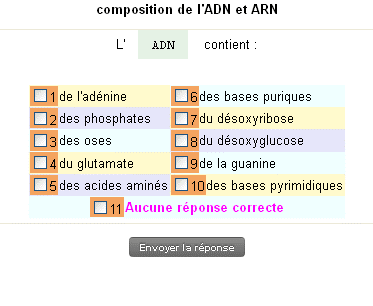 composition de l'ADN et ARN
L' ADN contient :
1 de l'adénine 6 des bases puriques
2 des phosphates 7 du désoxyribose
3 des oses 8 du désoxyglucose
4 du glutamate 9 de la guanine
5 des acides aminés 10 des bases pyrimidiques
11 Aucune réponse correcte
Envoyer la réponse